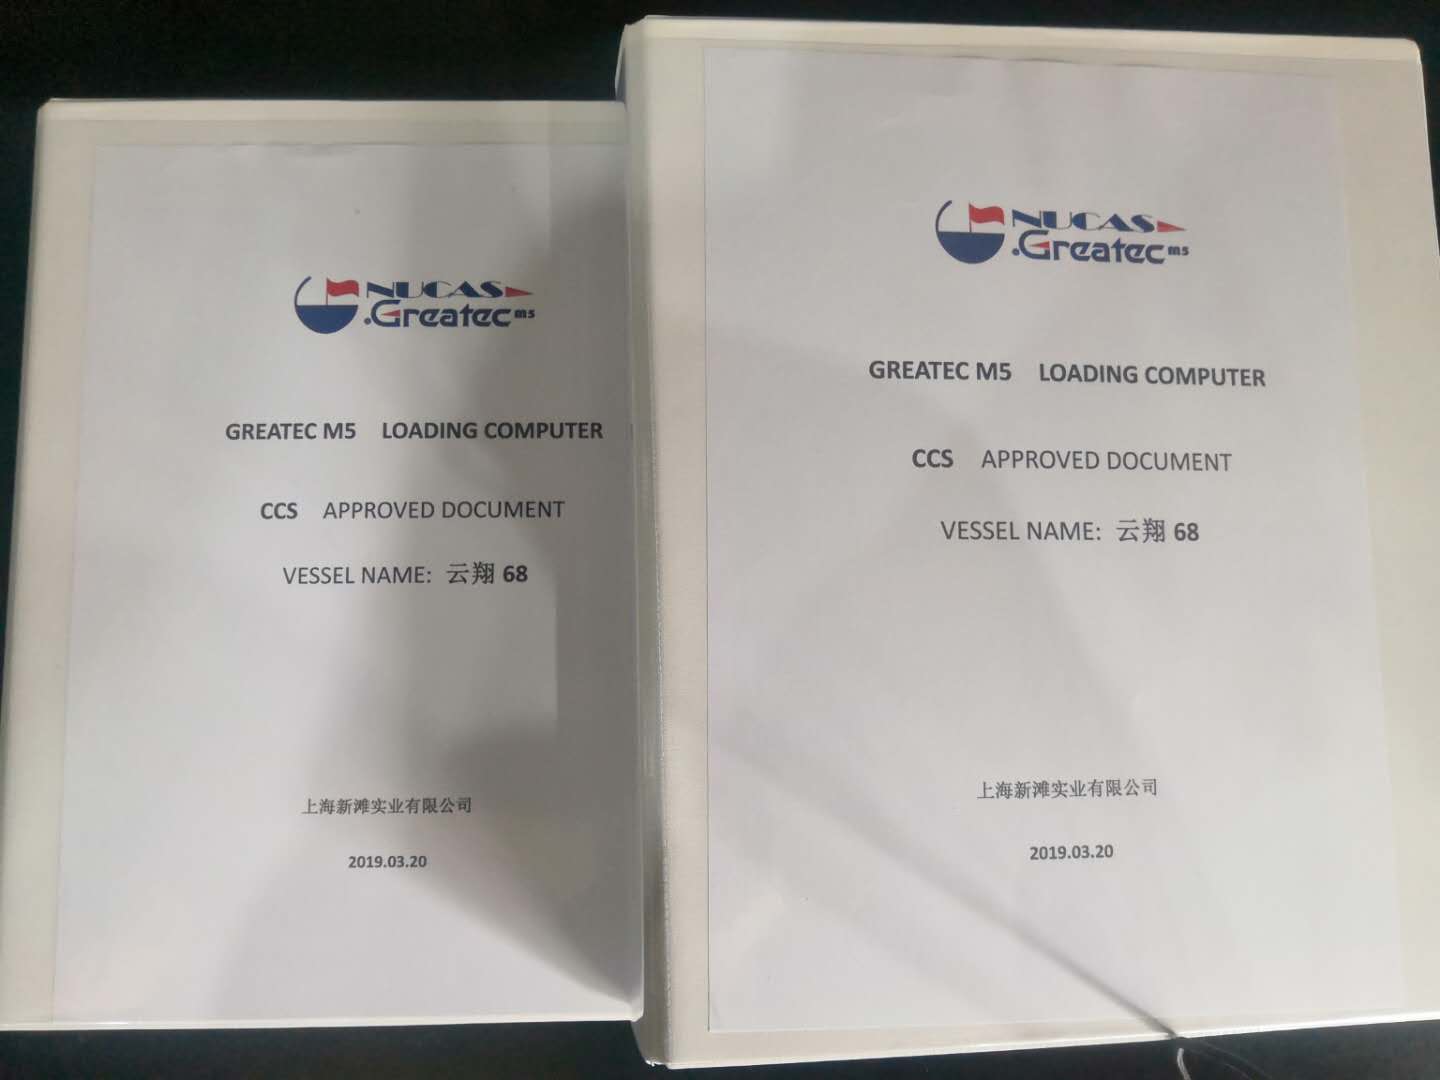 NUCAS
.Greatec m5
GREATEC M5 LOADING COMPUTER
CCS APPROVED DOCUMENT
VESSEL NAME: 云翔 68
上海新滩实业有限公司
2019.03.20
NUCAS
.Greatec m5
GREATEC M5 LOADING COMPUTER
CCS APPROVED DOCUMENT
VESSEL NAME: 云翔 68
上海新滩实业有限公司
2019.03.20